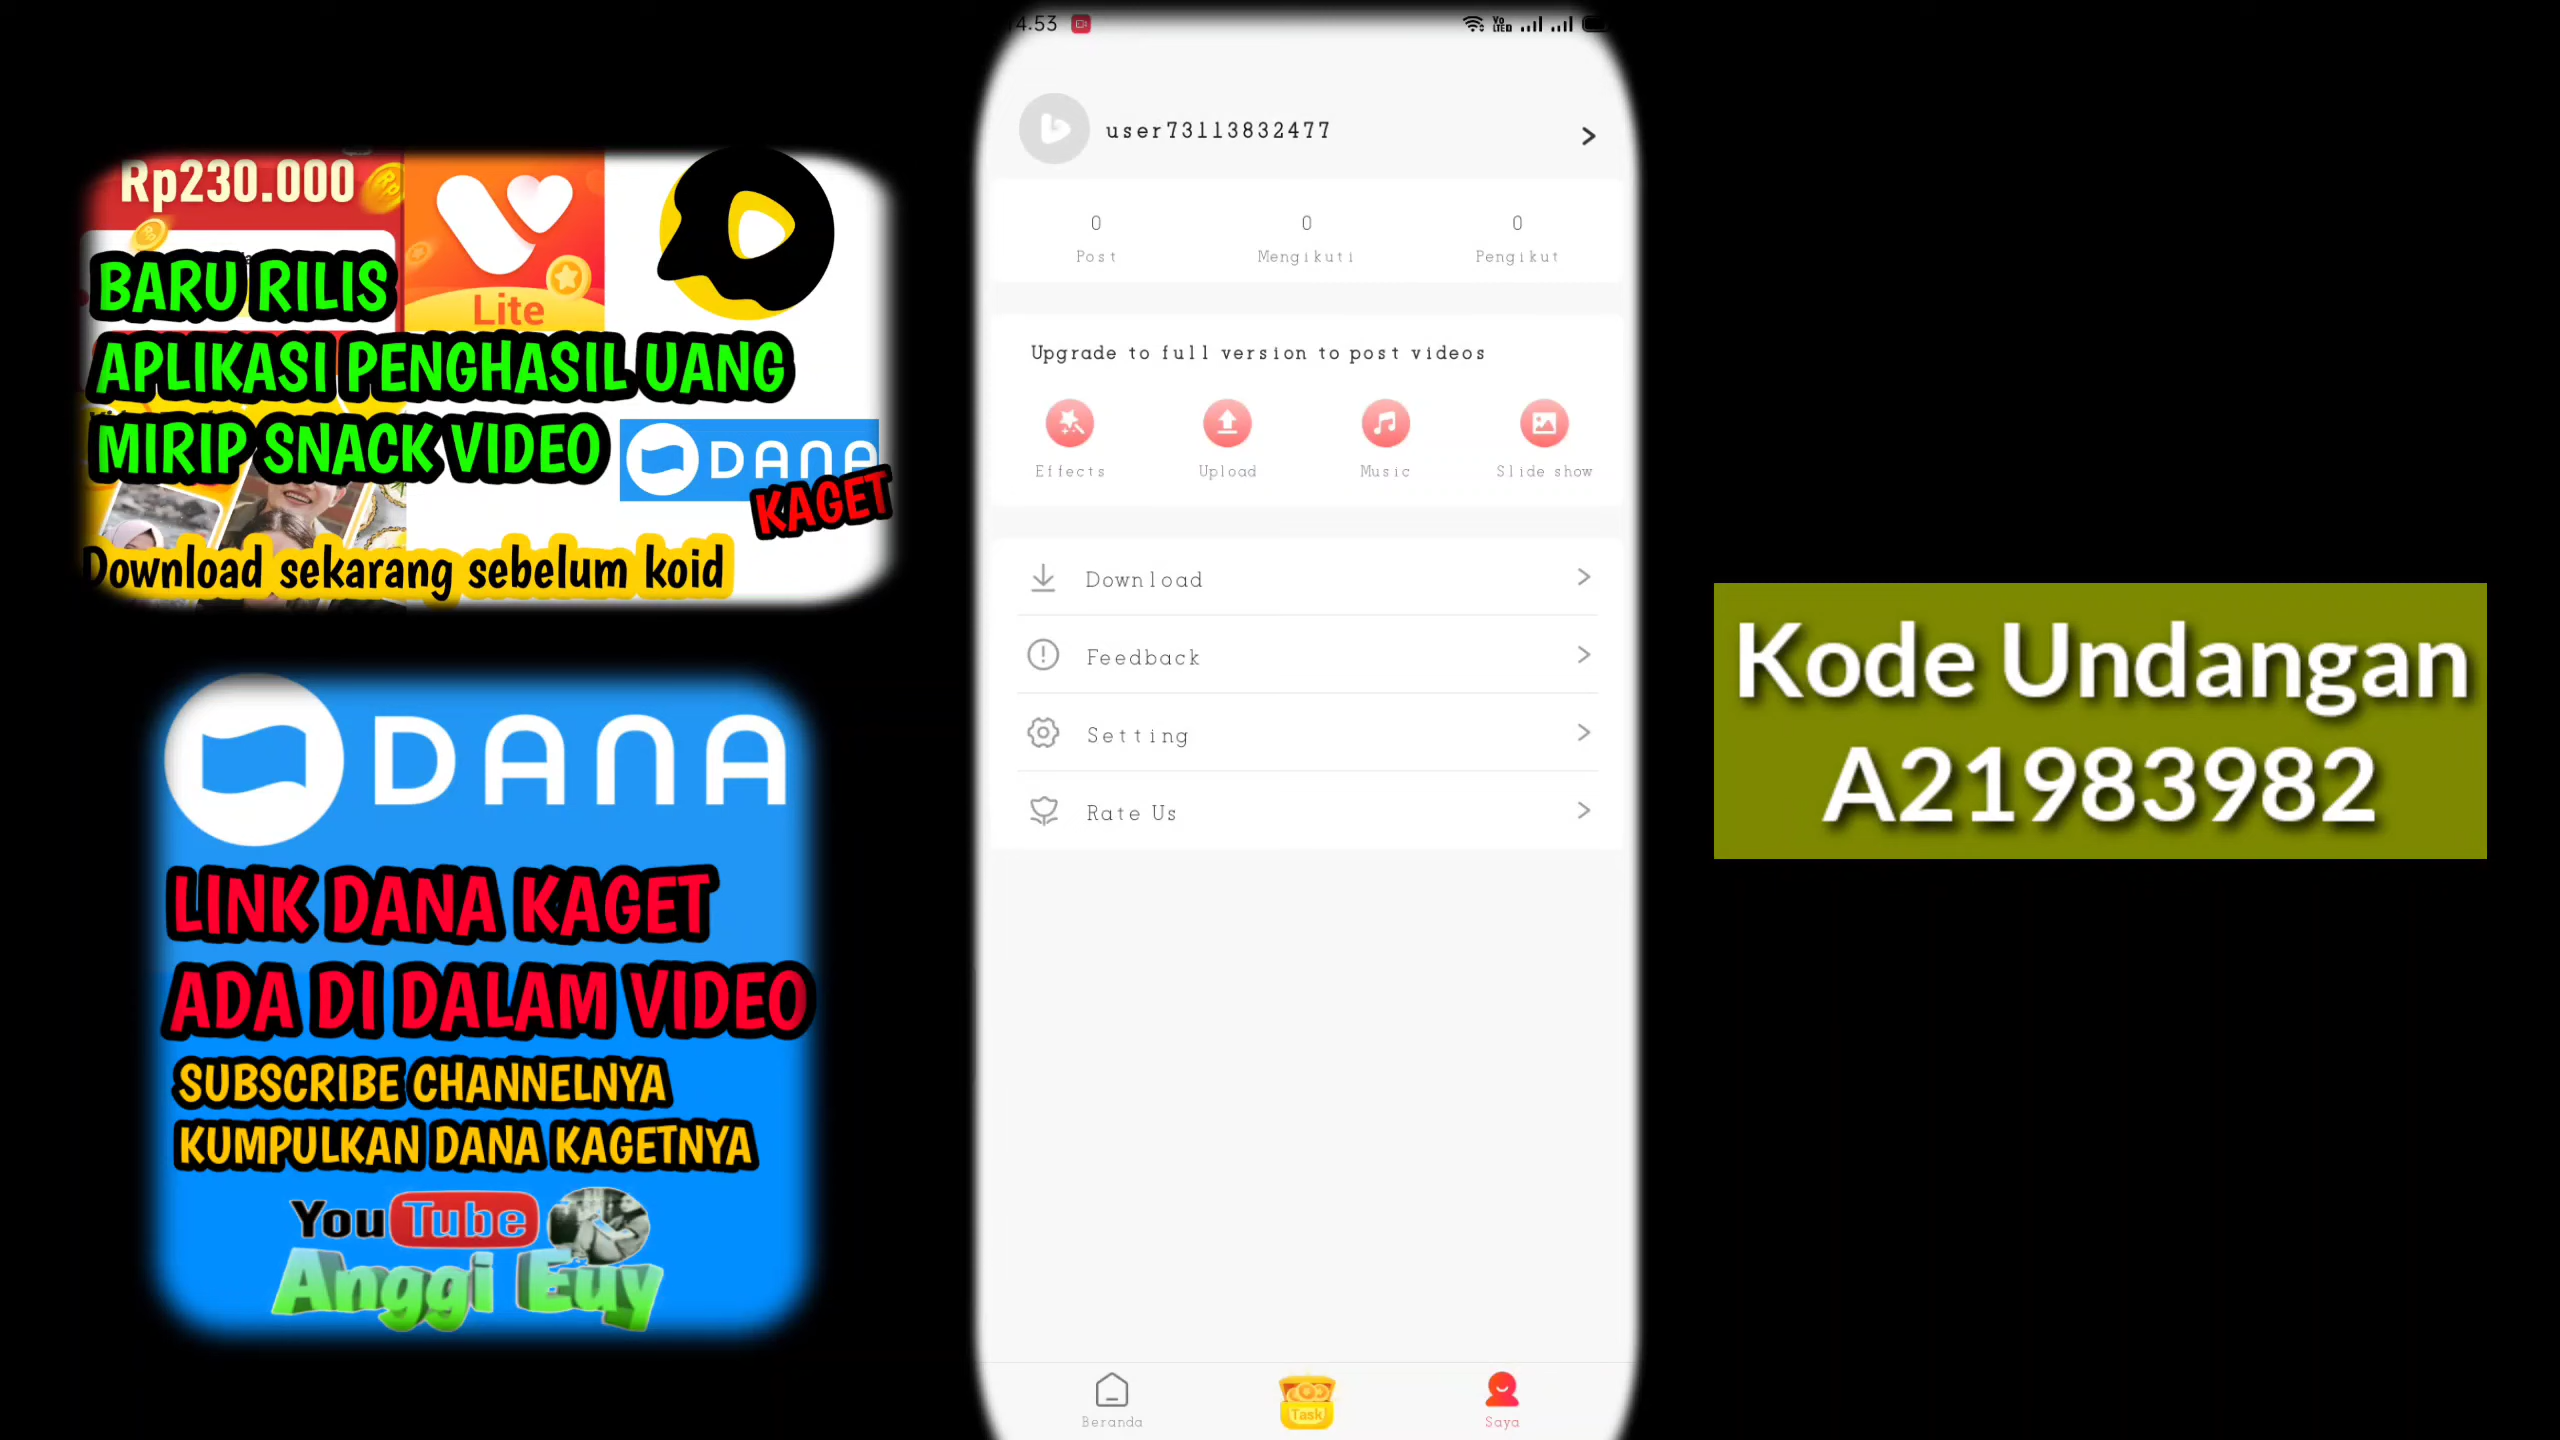 Rp230.000
BARU RILIS
APLIKASI PENGHASIL UANG
MIRIP SNACK VIDEO
Lite
DANA
KAGET
Download sekarang sebelum koid
DANA
LINK DANA KAGET
ADA DI DALAM VIDEO
SUBSCRIBE CHANNELNYA
KUMPULKAN DANA KAGETNYA
YouTube
Anggi Euy
4.53
user73113832477
0 0 0
Post Mengikuti Pengikut
Upgrade to full version to post videos
Effects Upload Music Slide show
Download
Feedback
Setting
Rate Us
Task
Beranda Saya
Kode Undangan
A21983982